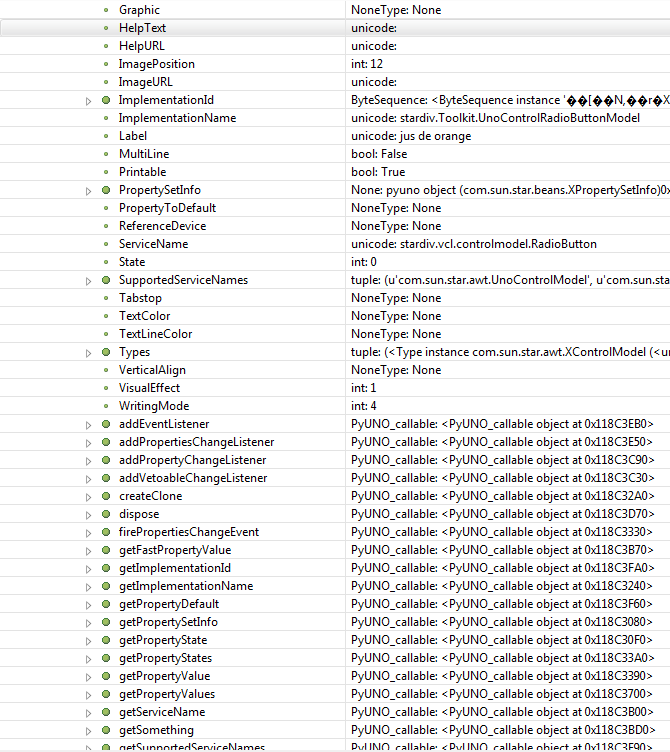 Graphic NoneType: None
HelpText unicode:
HelpURL unicode:
ImagePosition int: 12
ImageURL unicode:
ImplementationId ByteSequence: <ByteSequence instance '��[��N,��r�X
ImplementationName unicode: stardiv.Toolkit.UnoControlRadioButtonModel
Label unicode: jus de orange
MultiLine bool: False
Printable bool: True
PropertySetInfo None: pyuno object (com.sun.star.beans.XPropertySetInfo)0x
PropertyToDefault NoneType: None
ReferenceDevice NoneType: None
ServiceName unicode: stardiv.vcl.controlmodel.RadioButton
State int: 0
SupportedServiceNames tuple: (u'com.sun.star.awt.UnoControlModel', u'com.sun.sta
Tabstop NoneType: None
TextColor NoneType: None
TextLineColor NoneType: None
Types tuple: (<Type instance com.sun.star.awt.XControlModel (<u
VerticalAlign NoneType: None
VisualEffect int: 1
WritingMode int: 4
addEventListener PyUNO_callable: <PyUNO_callable object at 0x118C3EB0>
addPropertiesChangeListener PyUNO_callable: <PyUNO_callable object at 0x118C3E50>
addPropertyChangeListener PyUNO_callable: <PyUNO_callable object at 0x118C3C90>
addVetoableChangeListener PyUNO_callable: <PyUNO_callable object at 0x118C3C30>
createClone PyUNO_callable: <PyUNO_callable object at 0x118C32A0>
dispose PyUNO_callable: <PyUNO_callable object at 0x118C3D70>
firePropertiesChangeEvent PyUNO_callable: <PyUNO_callable object at 0x118C3330>
getFastPropertyValue PyUNO_callable: <PyUNO_callable object at 0x118C3B70>
getImplementationId PyUNO_callable: <PyUNO_callable object at 0x118C3FA0>
getImplementationName PyUNO_callable: <PyUNO_callable object at 0x118C3240>
getPropertyDefault PyUNO_callable: <PyUNO_callable object at 0x118C3F60>
getPropertySetInfo PyUNO_callable: <PyUNO_callable object at 0x118C3080>
getPropertyState PyUNO_callable: <PyUNO_callable object at 0x118C30F0>
getPropertyStates PyUNO_callable: <PyUNO_callable object at 0x118C33A0>
getPropertyValue PyUNO_callable: <PyUNO_callable object at 0x118C3390>
getPropertyValues PyUNO_callable: <PyUNO_callable object at 0x118C3700>
getServiceName PyUNO_callable: <PyUNO_callable object at 0x118C3B00>
getSomething PyUNO_callable: <PyUNO_callable object at 0x118C3BD0>
getSupportedServiceNames PyUNO_callable: <PyUNO_callable object at 0x118C3F90>